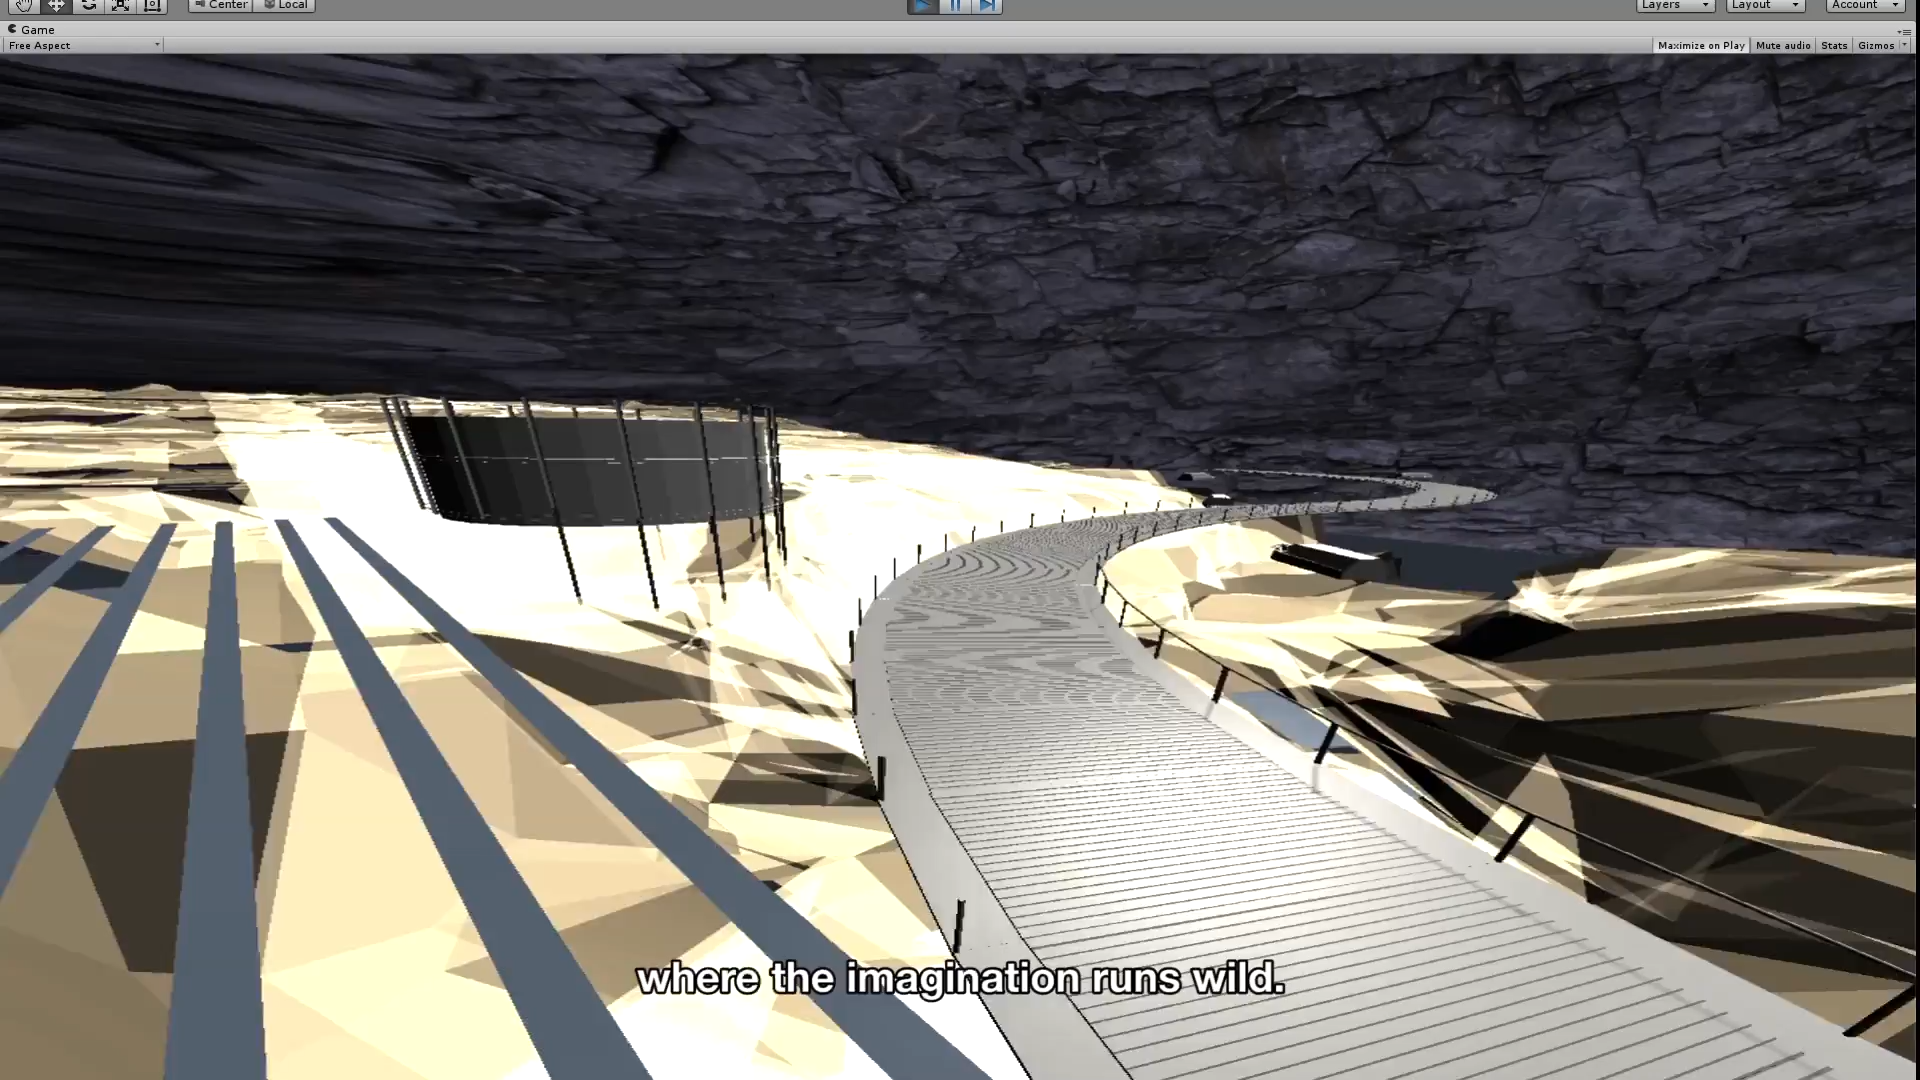 Center Local Layers Layout Account
Game
Free Aspect Maximize on Play Mute audio Stats Gizmos
where the imagination runs wild.